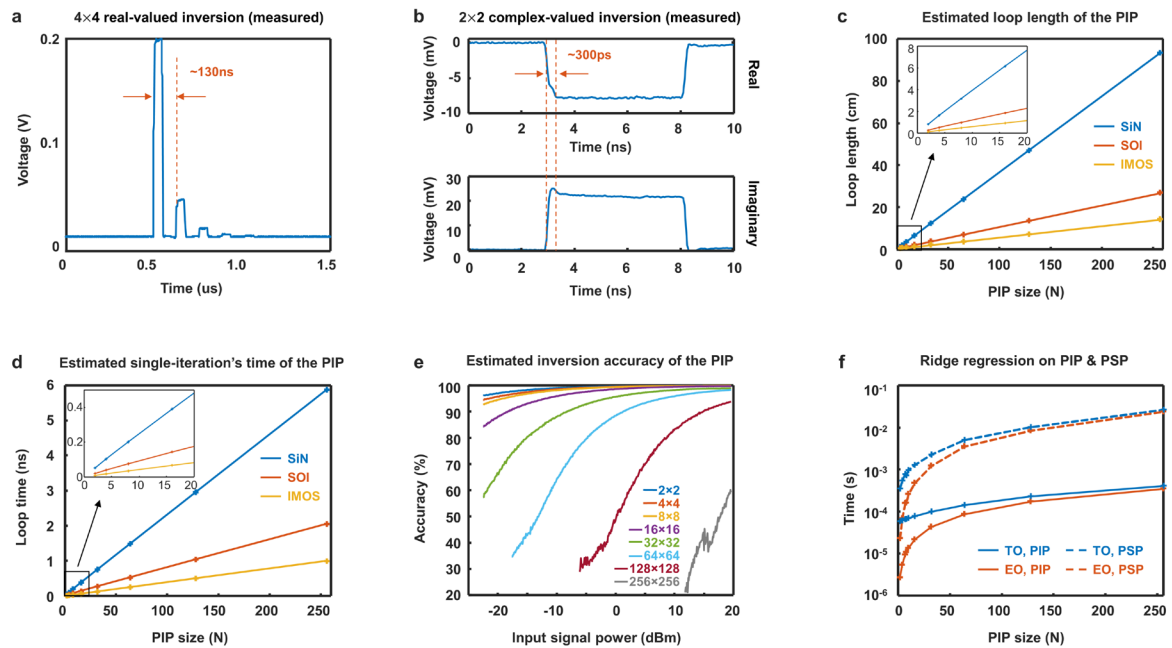 a 4×4 real-valued inversion (measured)
0.2
0.1
0
Voltage (V)
~130ns
0 0.5 1.0 1.5
Time (us)
b 2×2 complex-valued inversion (measured)
0
-5
-10
Voltage (mV)
~300ps
Real
0 2 4 6 8 10
Time (ns)
30
20
10
0
Voltage (mV)
Imaginary
0 2 4 6 8 10
Time (ns)
c Estimated loop length of the PIP
100
80
60
40
20
0
Loop length (cm)
8
6
4
2
0
0 5 10 15 20
SiN
SOI
IMOS
0 50 100 150 200 250
PIP size (N)
d Estimated single-iteration's time of the PIP
6
5
4
3
2
1
0
Loop time (ns)
0.4
0.2
0
0 5 10 15 20
SiN
SOI
IMOS
0 50 100 150 200 250
PIP size (N)
e Estimated inversion accuracy of the PIP
100
90
80
70
60
50
40
30
20
Accuracy (%)
2×2
4×4
8×8
16×16
32×32
64×64
128×128
256×256
-20 -10 0 10 20
Input signal power (dBm)
f Ridge regression on PIP & PSP
10-1
10-2
10-3
10-4
10-5
10-6
Time (s)
TO, PIP TO, PSP
EO, PIP EO, PSP
0 50 100 150 200 250
PIP size (N)